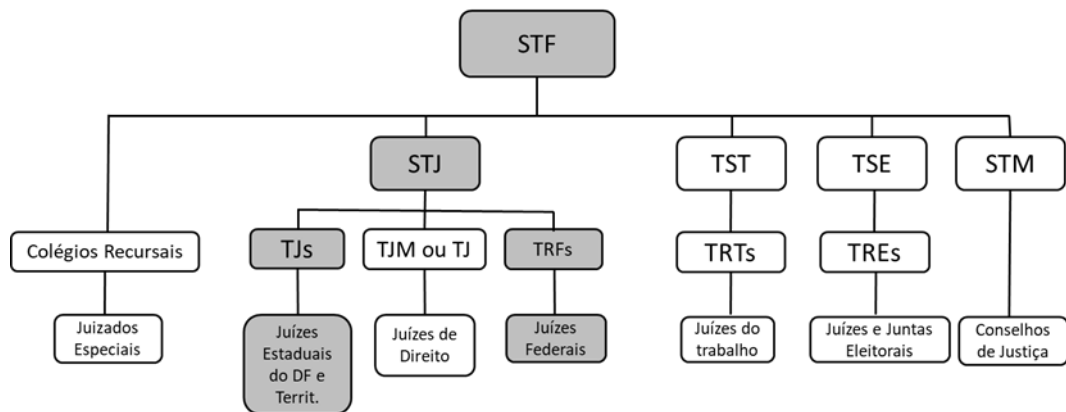 STF
STJ
TST
TSE
STM
Colégios Recursais
TJs
TJM ou TJ
TRFs
TRTs
TREs
Juizados
Especiais
Juízes
Estaduais
do DF e
Territ.
Juízes de
Direito
Juízes
Federais
Juízes do
trabalho
Juízes e Juntas
Eleitorais
Conselhos
de Justiça